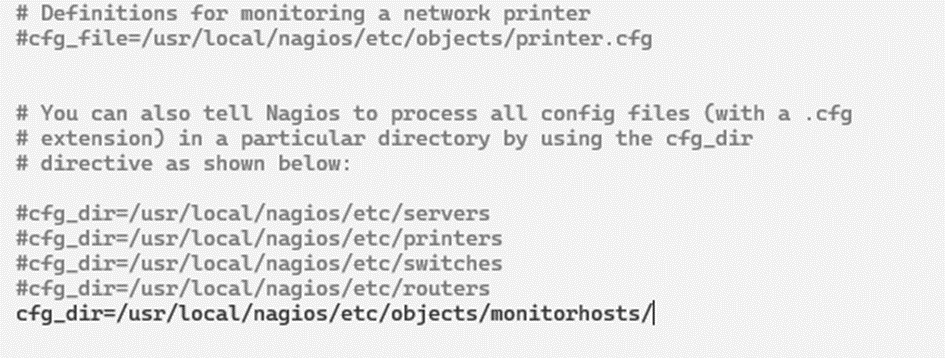 # Definitions for monitoring a network printer
#cfg_file=/usr/local/nagios/etc/objects/printer.cfg
# You can also tell Nagios to process all config files (with a .cfg
# extension) in a particular directory by using the cfg_dir
# directive as shown below:
#cfg_dir=/usr/local/nagios/etc/servers
#cfg_dir=/usr/local/nagios/etc/printers
#cfg_dir=/usr/local/nagios/etc/switches
#cfg_dir=/usr/local/nagios/etc/routers
cfg_dir=/usr/local/nagios/etc/objects/monitorhosts/